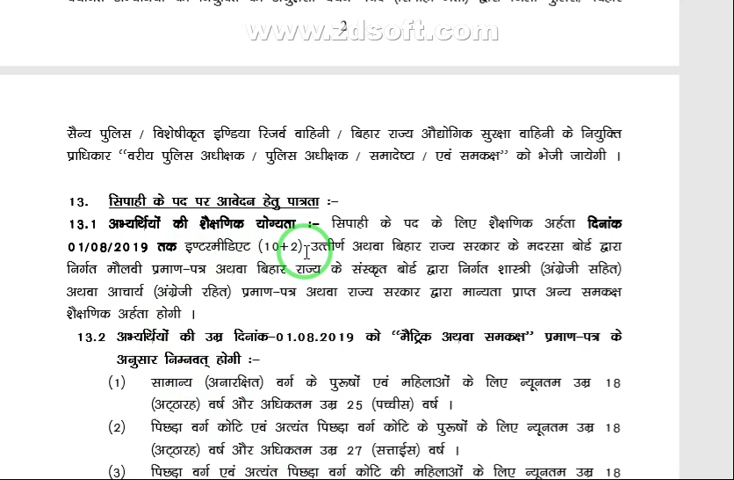 www.zdsoft.com
2
सैन्य पुलिस / विशेषीकृत इण्डिया रिजर्व वाहिनी / बिहार राज्य औद्योगिक सुरक्षा वाहिनी के नियुक्ति
प्राधिकार “वरीय पुलिस अधीक्षक / पुलिस अधीक्षक / समादेष्टा / एवं समकक्ष” को भेजी जायेगी ।
13. सिपाही के पद पर आवेदन हेतु पात्रता :–
13.1 अभ्यर्थियों की शैक्षणिक योग्यता :– सिपाही के पद के लिए शैक्षणिक अर्हता दिनांक
01/08/2019 तक इण्टरमीडिएट (10+2) उत्तीर्ण अथवा बिहार राज्य सरकार के मदरसा बोर्ड द्वारा
निर्गत मौलवी प्रमाण-पत्र अथवा बिहार राज्य के संस्कृत बोर्ड द्वारा निर्गत शास्त्री (अंग्रेजी सहित)
अथवा आचार्य (अंग्रेजी रहित) प्रमाण-पत्र अथवा राज्य सरकार द्वारा मान्यता प्राप्त अन्य समकक्ष
शैक्षणिक अर्हता होगी ।
13.2 अभ्यर्थियों की उम्र दिनांक-01.08.2019 को “मैट्रिक अथवा समकक्ष” प्रमाण-पत्र के
अनुसार निम्नवत् होगी :–
(1) सामान्य (अनारक्षित) वर्ग के पुरूषों एवं महिलाओं के लिए न्यूनतम उम्र 18
(अट्ठारह) वर्ष और अधिकतम उम्र 25 (पच्चीस) वर्ष ।
(2) पिछड़ा वर्ग कोटि एवं अत्यंत पिछड़ा वर्ग कोटि के पुरूषों के लिए न्यूनतम उम्र 18
(अट्ठारह) वर्ष और अधिकतम उम्र 27 (सत्ताईस) वर्ष ।
(3) पिछड़ा वर्ग एवं अत्यंत पिछड़ा वर्ग कोटि की महिलाओं के लिए न्यूनतम उम्र 18